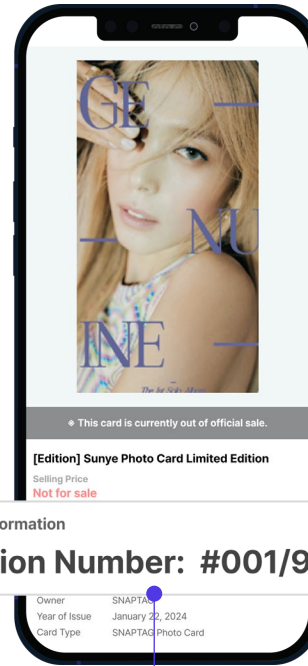 GE
NU
INE
The 1st Solo Album
※ This card is currently out of official sale.
[Edition] Sunye Photo Card Limited Edition
Selling Price
Not for sale
ormation
ion Number: #001/9
Owner SNAPTAG
Year of Issue January 22, 2024
Card Type SNAPTAG Photo Card